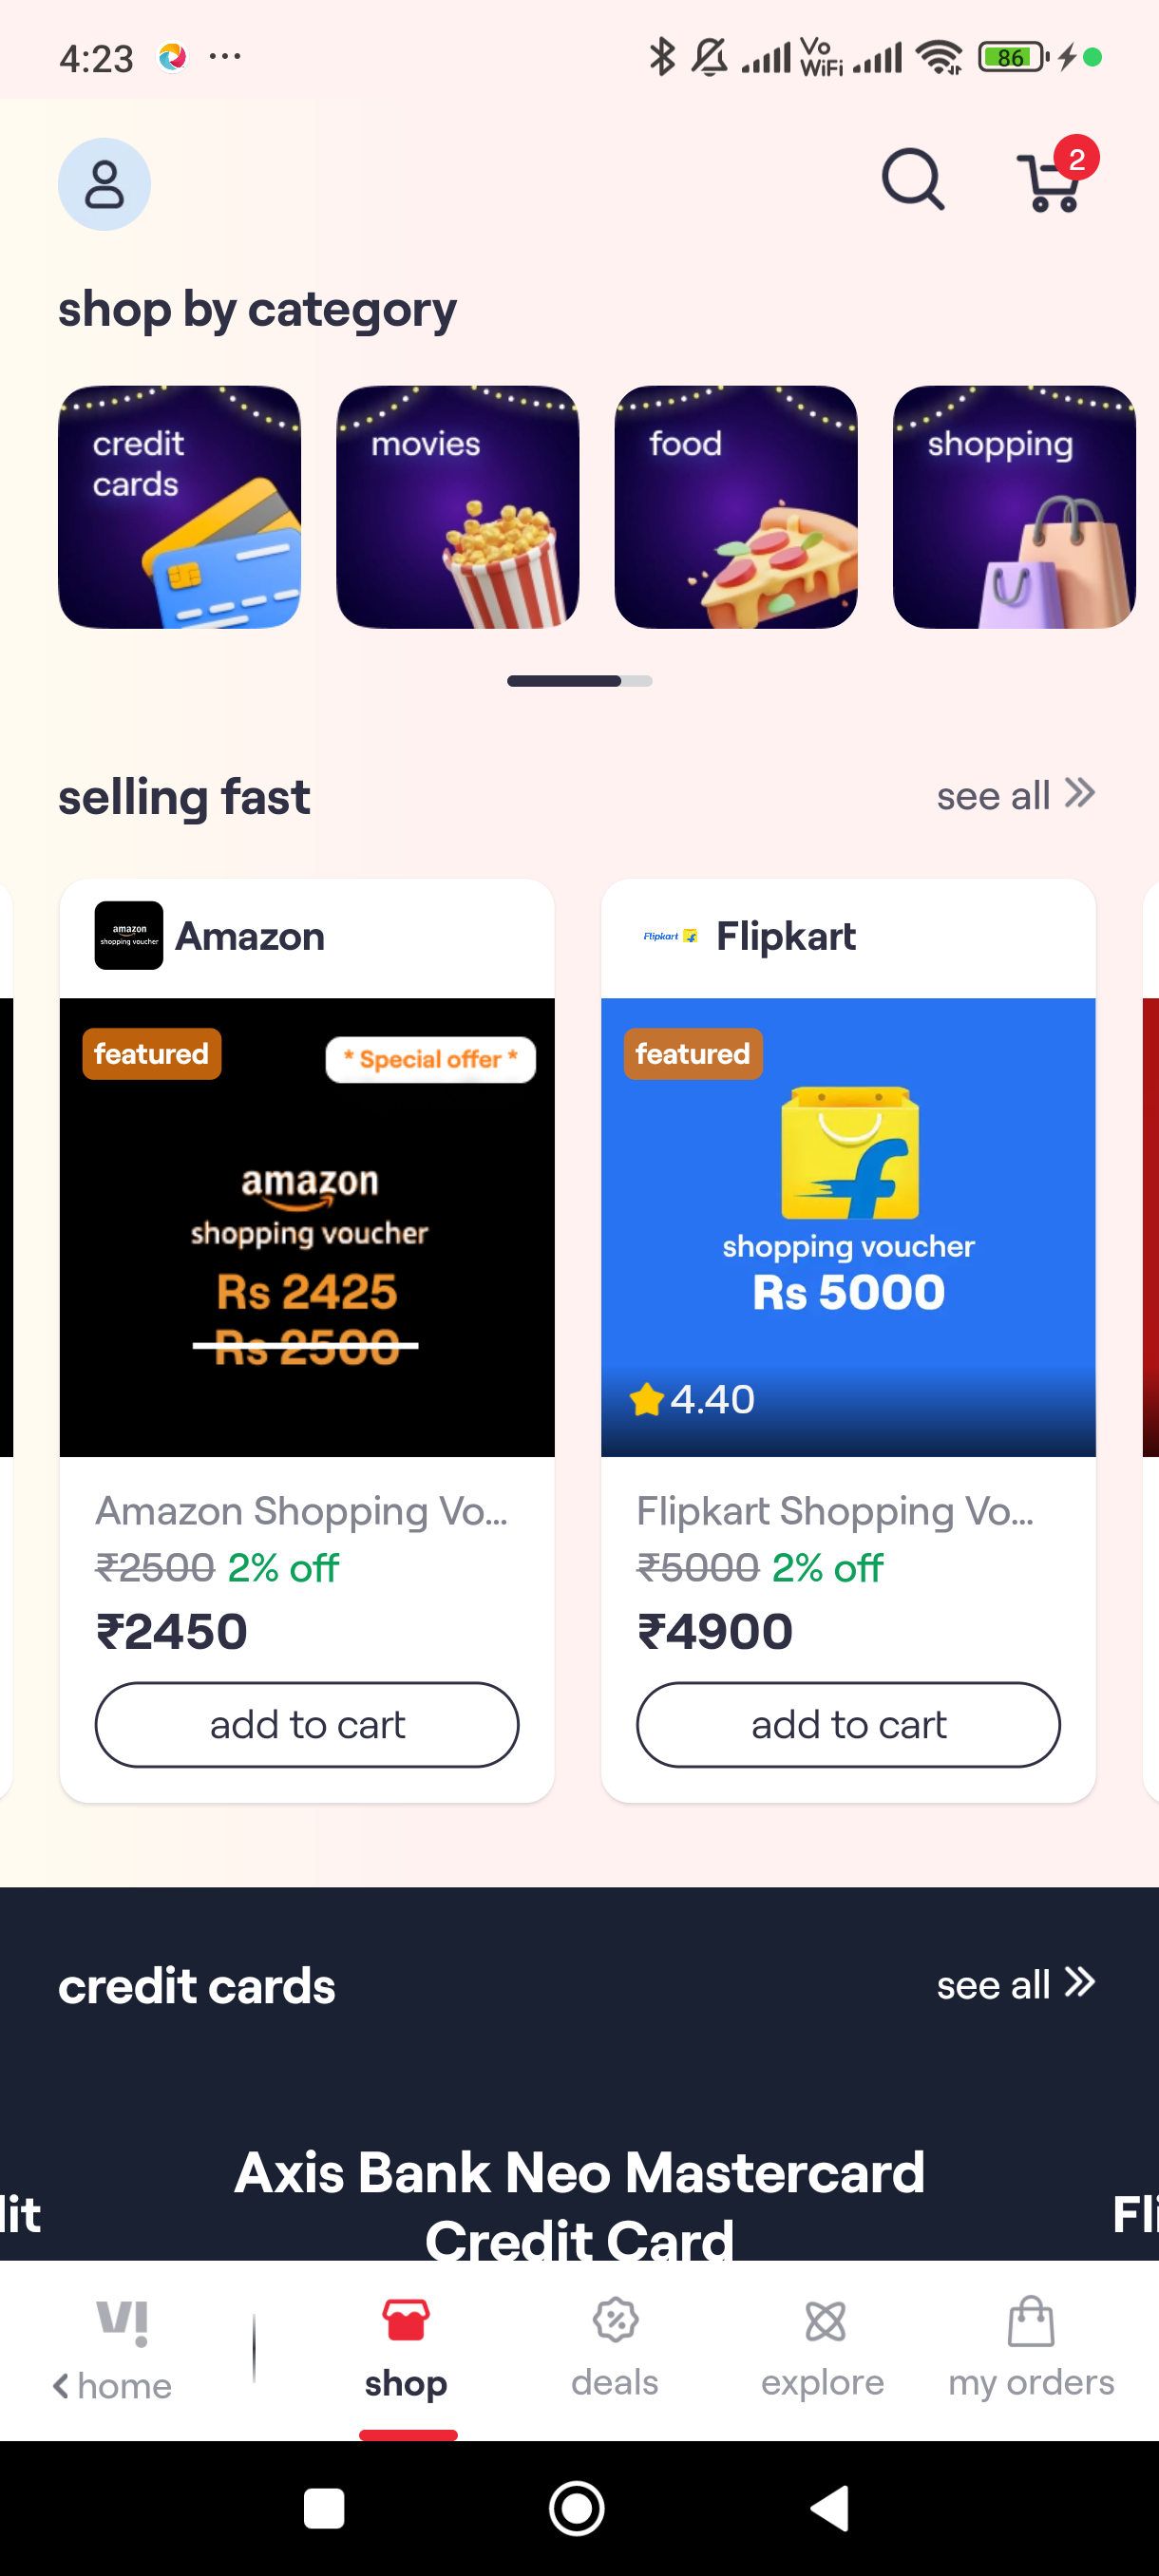 4:23
Vo
WiFi
86
2
shop by category
credit
cards
movies
food
shopping
selling fast
see all
amazon
shopping voucher
Amazon
Flipkart
Flipkart
featured
* Special offer *
amazon
shopping voucher
Rs 2425
Rs 2500
featured
shopping voucher
Rs 5000
4.40
Amazon Shopping Vo...
₹2500 2% off
₹2450
add to cart
Flipkart Shopping Vo...
₹5000 2% off
₹4900
add to cart
credit cards
see all
lit
Axis Bank Neo Mastercard
Credit Card
Fli
V!
home
shop
deals
explore
my orders